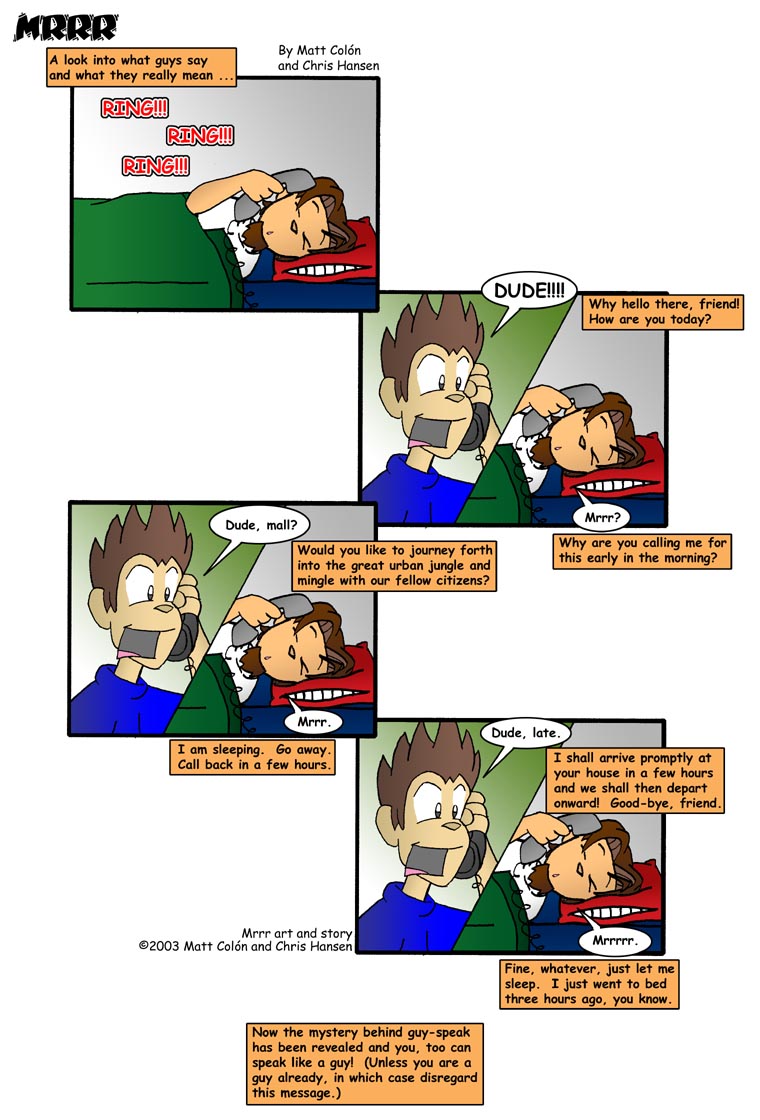 MRRR
By Matt Colón
and Chris Hansen
A look into what guys say
and what they really mean ...
RING!!!
RING!!!
RING!!!
DUDE!!!!
Why hello there, friend!
How are you today?
Mrrr?
Why are you calling me for
this early in the morning?
Dude, mall?
Would you like to journey forth
into the great urban jungle and
mingle with our fellow citizens?
Mrrr.
I am sleeping. Go away.
Call back in a few hours.
Dude, late.
I shall arrive promptly at
your house in a few hours
and we shall then depart
onward! Good-bye, friend.
Mrrrrr.
Fine, whatever, just let me
sleep. I just went to bed
three hours ago, you know.
Mrrr art and story
©2003 Matt Colón and Chris Hansen
Now the mystery behind guy-speak
has been revealed and you, too can
speak like a guy! (Unless you are a
guy already, in which case disregard
this message.)